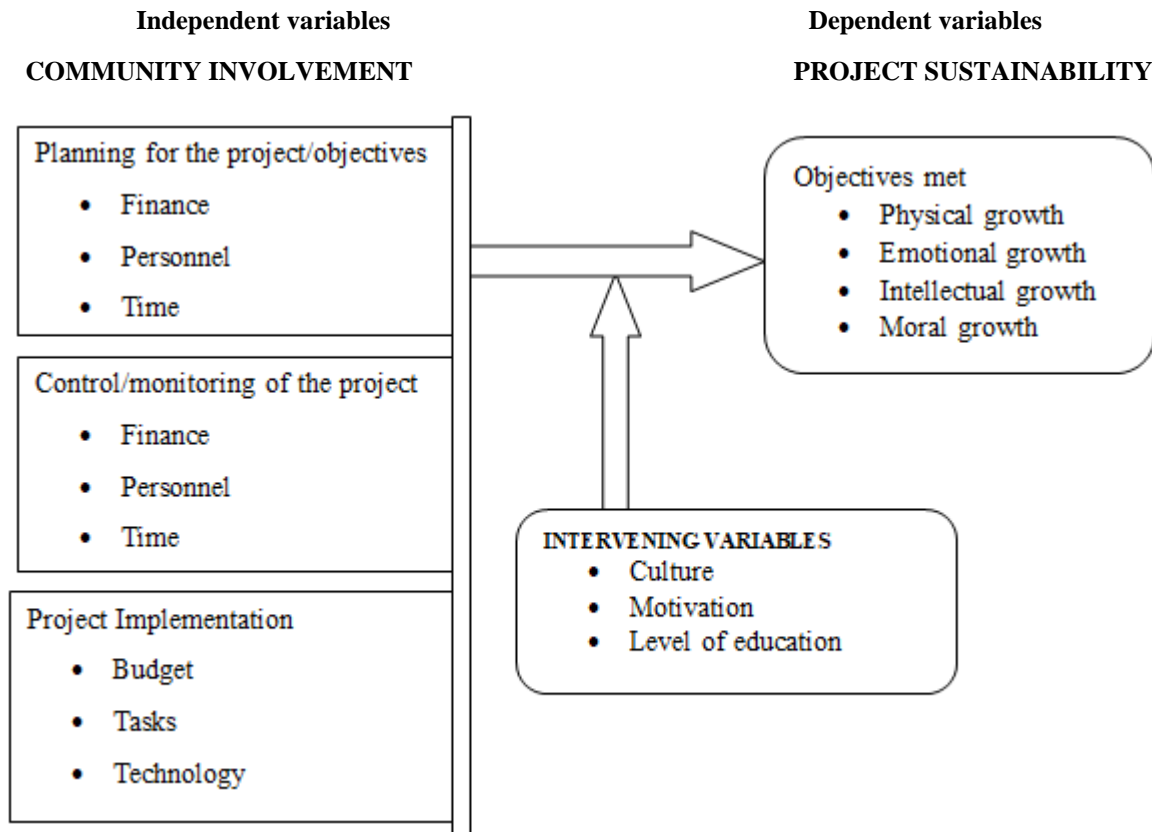 Independent variables
Dependent variables
COMMUNITY INVOLVEMENT
PROJECT SUSTAINABILITY
Planning for the project/objectives
• Finance
• Personnel
• Time
Control/monitoring of the project
• Finance
• Personnel
• Time
Project Implementation
• Budget
• Tasks
• Technology
Objectives met
• Physical growth
• Emotional growth
• Intellectual growth
• Moral growth
INTERVENING VARIABLES
• Culture
• Motivation
• Level of education